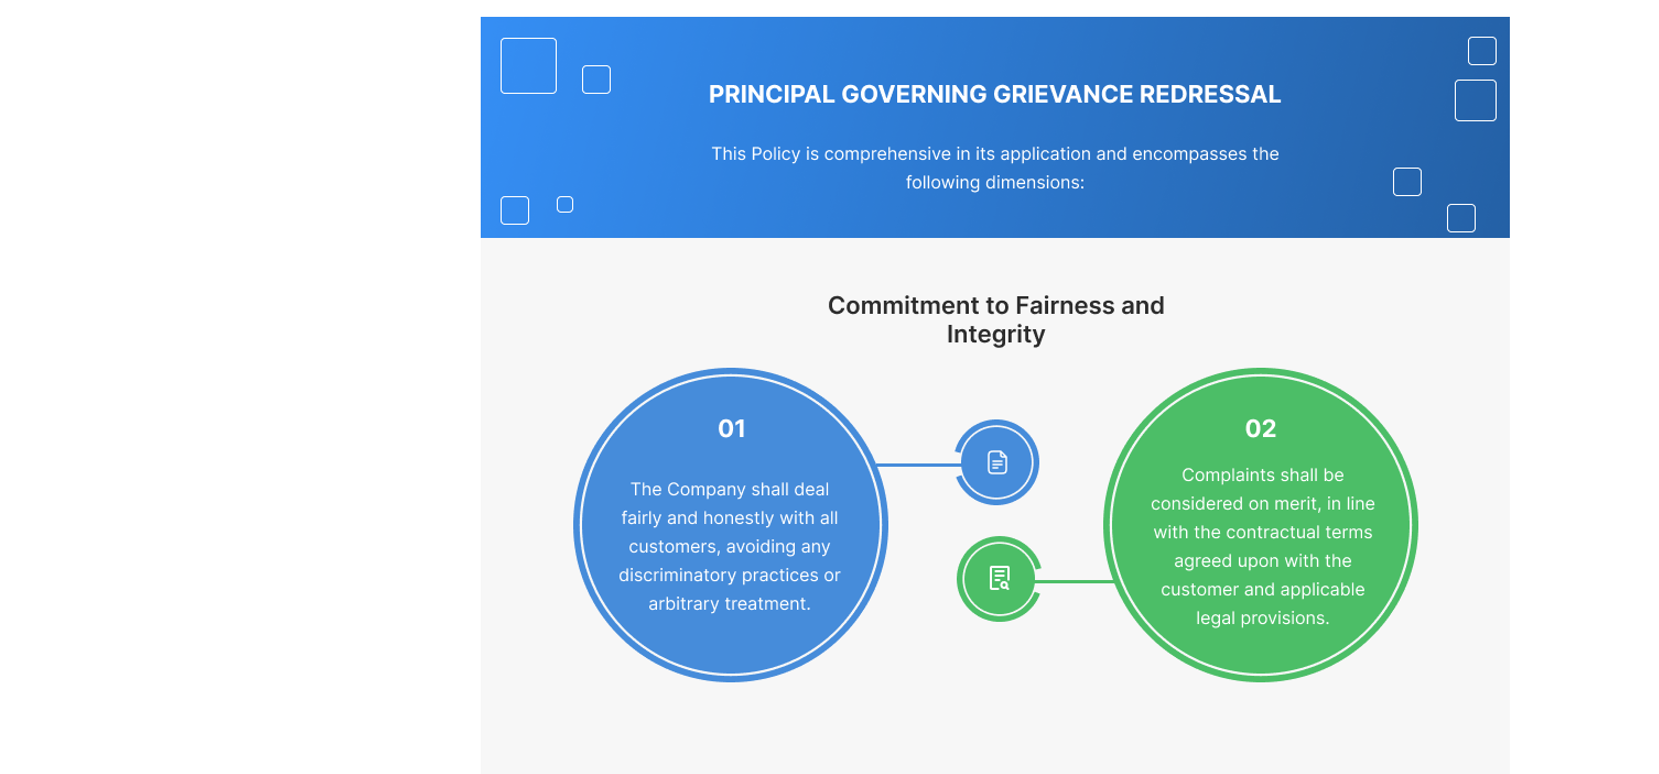 PRINCIPAL GOVERNING GRIEVANCE REDRESSAL
This Policy is comprehensive in its application and encompasses the
following dimensions:
Commitment to Fairness and
Integrity
01
The Company shall deal
fairly and honestly with all
customers, avoiding any
discriminatory practices or
arbitrary treatment.
02
Complaints shall be
considered on merit, in line
with the contractual terms
agreed upon with the
customer and applicable
legal provisions.